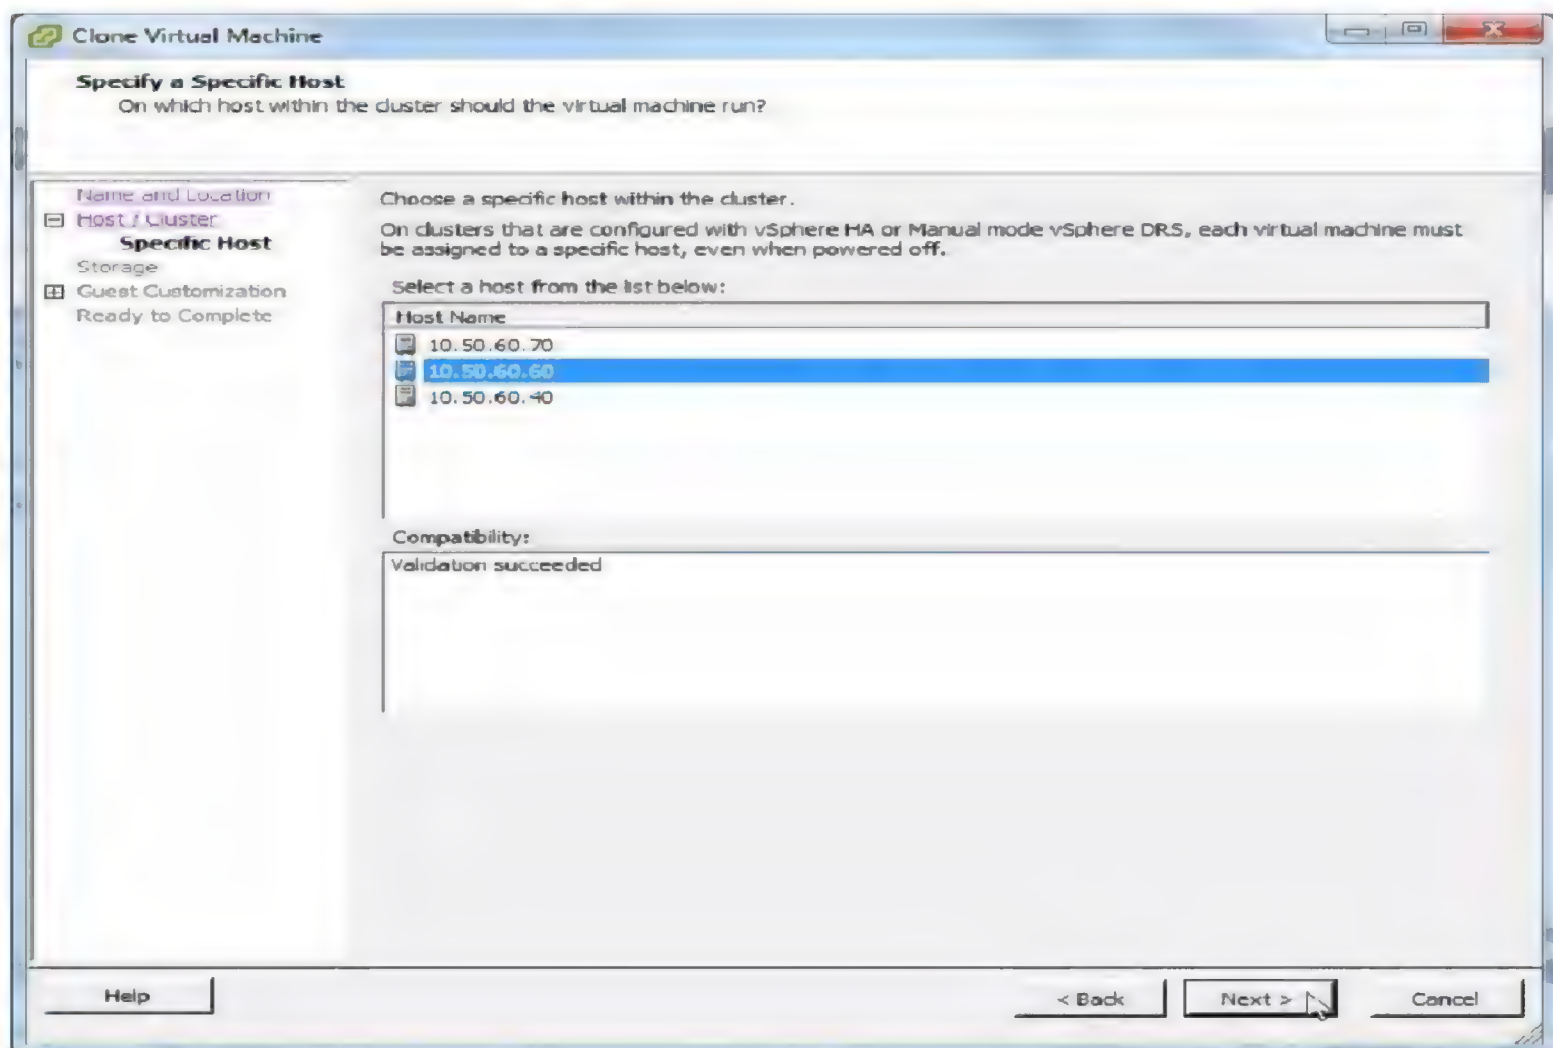 Clone Virtual Machine
Specify a Specific Host
On which host within the cluster should the virtual machine run?
Name and Location
Host / Cluster
Specific Host
Storage
Guest Customization
Ready to Complete
Choose a specific host within the cluster.
On clusters that are configured with vSphere HA or Manual mode vSphere DRS, each virtual machine must
be assigned to a specific host, even when powered off.
Select a host from the list below:
Host Name
10.50.60.70
10.50.60.60
10.50.60.40
Compatibility:
Validation succeeded
Help
< Back
Next >
Cancel